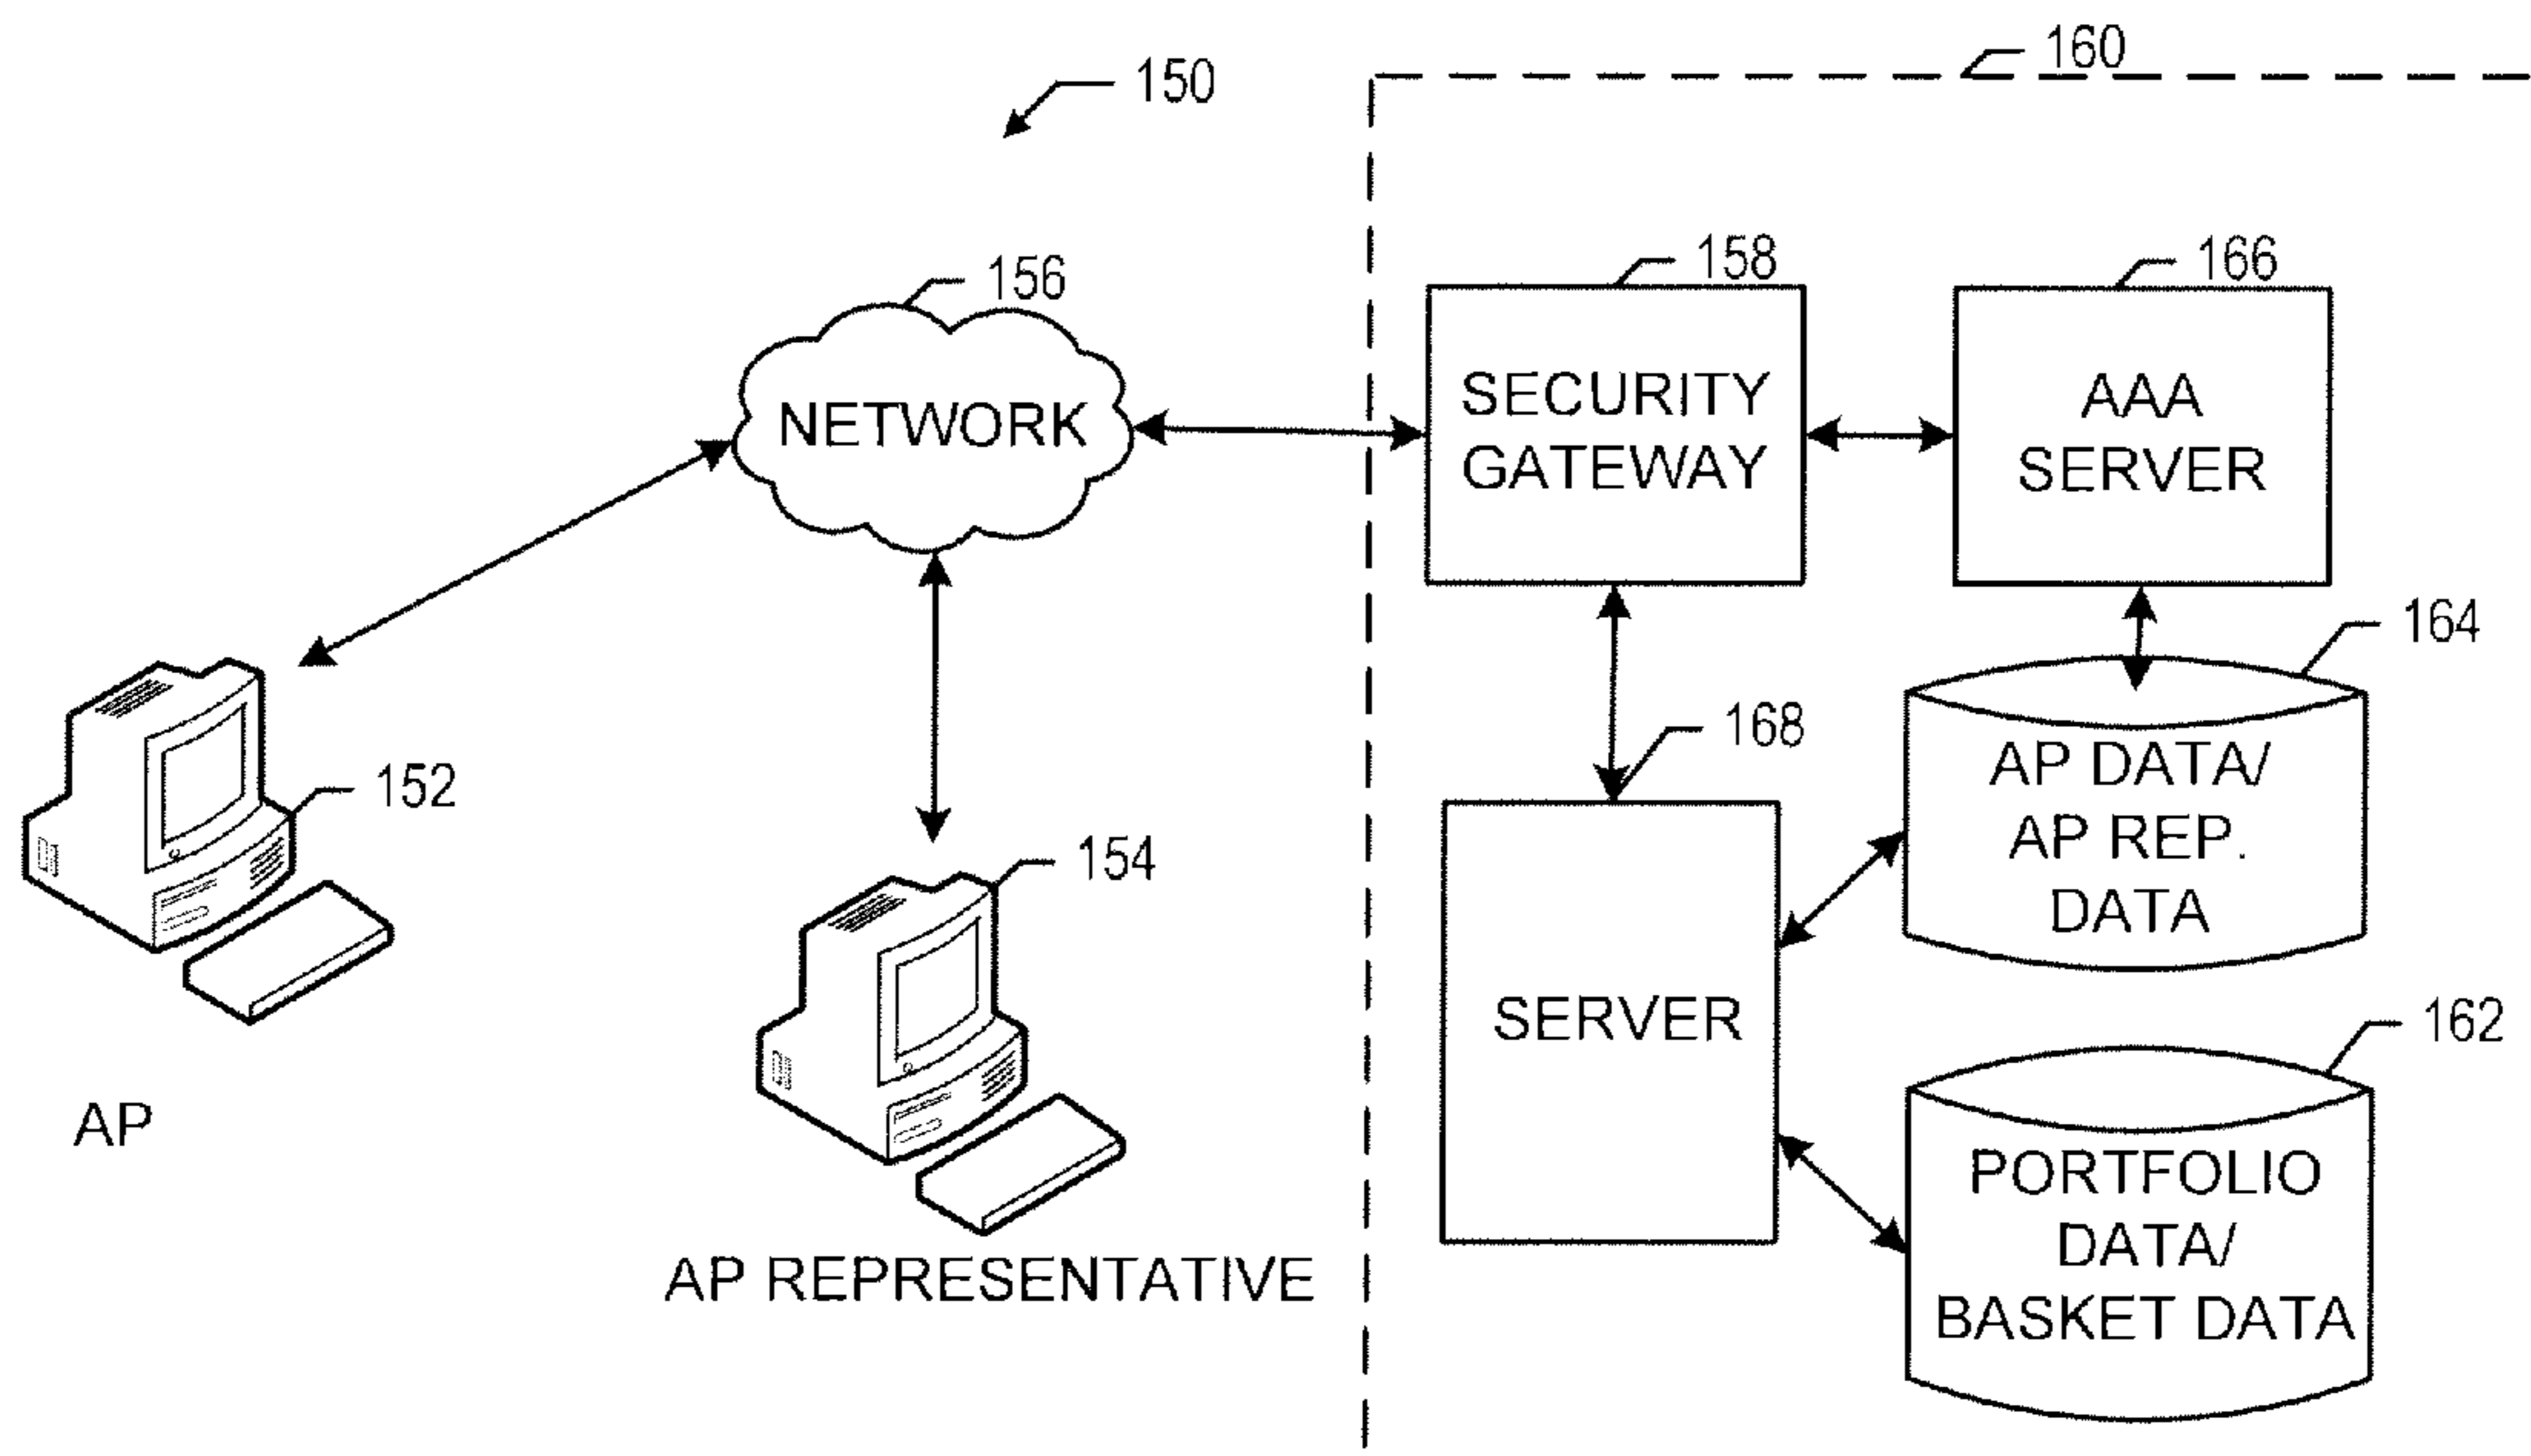 160
150
156
158
166
NETWORK
SECURITY
GATEWAY
AAA
SERVER
164
168
152
154
AP DATA/
AP REP.
DATA
SERVER
162
AP
PORTFOLIO
DATA/
BASKET DATA
AP REPRESENTATIVE